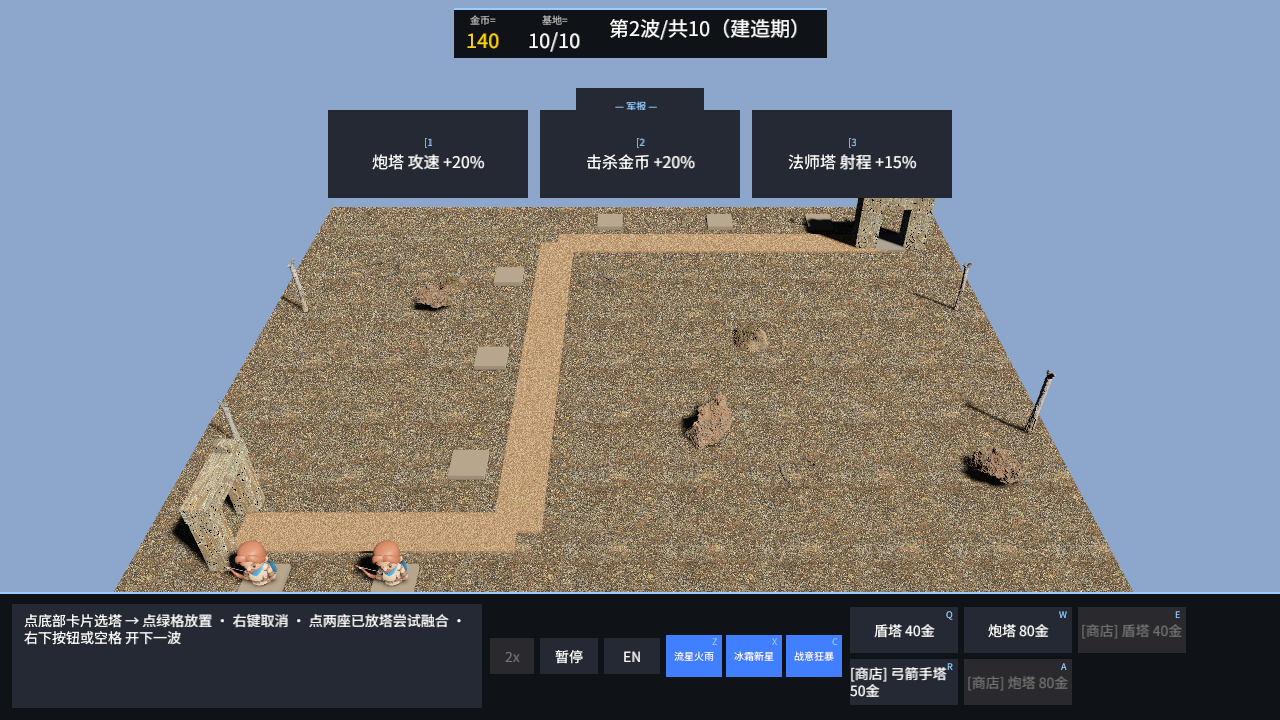 金币=
140
基地=
10/10
第2波/共10（建造期）
— 军报 —
[1
炮塔 攻速 +20%
[2
击杀金币 +20%
[3
法师塔 射程 +15%
点底部卡片选塔 → 点绿格放置 · 右键取消 · 点两座已放塔尝试融合 ·
右下按钮或空格 开下一波
2x
暂停
EN
Z
流星火雨
X
冰霜新星
C
战意狂暴
Q
盾塔 40金
W
炮塔 80金
E
[商店] 盾塔 40金
R
[商店] 弓箭手塔
50金
A
[商店] 炮塔 80金